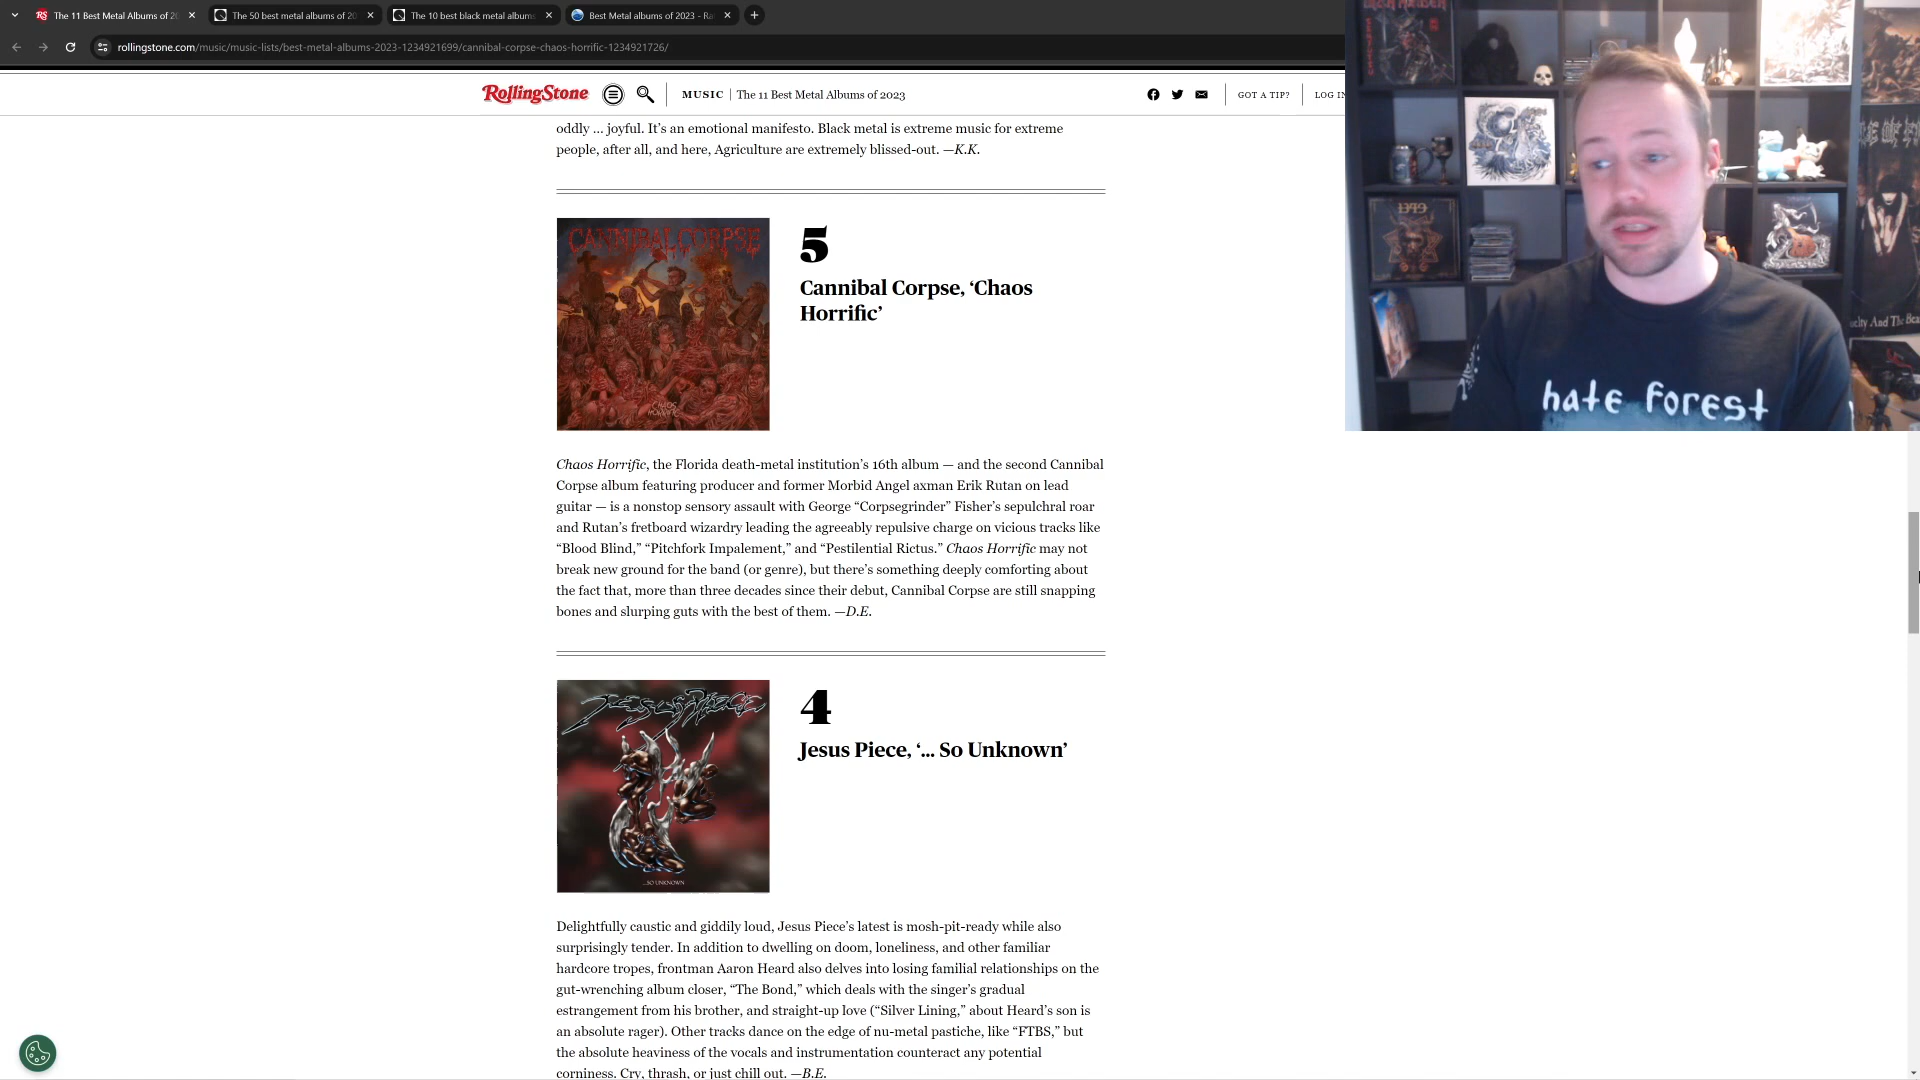 The 11 Best Metal Albums of 20
The 50 best metal albums of 20
The 10 best black metal albums
Best Metal albums of 2023 - Ra
rollingstone.com/music/music-lists/best-metal-albums-2023-1234921699/cannibal-corpse-chaos-horrific-1234921726/
RollingStone
MUSIC | The 11 Best Metal Albums of 2023
GOT A TIP?
LOG IN
oddly ... joyful. It’s an emotional manifesto. Black metal is extreme music for extreme
people, after all, and here, Agriculture are extremely blissed-out. —K.K.
CANNIBAL CORPSE
CHAOS
HORRIFIC
5
Cannibal Corpse, ‘Chaos
Horrific’
Chaos Horrific, the Florida death-metal institution’s 16th album — and the second Cannibal
Corpse album featuring producer and former Morbid Angel axman Erik Rutan on lead
guitar — is a nonstop sensory assault with George “Corpsegrinder” Fisher’s sepulchral roar
and Rutan’s fretboard wizardry leading the agreeably repulsive charge on vicious tracks like
“Blood Blind,” “Pitchfork Impalement,” and “Pestilential Rictus.” Chaos Horrific may not
break new ground for the band (or genre), but there’s something deeply comforting about
the fact that, more than three decades since their debut, Cannibal Corpse are still snapping
bones and slurping guts with the best of them. —D.E.
JESUS PIECE
...SO UNKNOWN
4
Jesus Piece, ‘... So Unknown’
Delightfully caustic and giddily loud, Jesus Piece’s latest is mosh-pit-ready while also
surprisingly tender. In addition to dwelling on doom, loneliness, and other familiar
hardcore tropes, frontman Aaron Heard also delves into losing familial relationships on the
gut-wrenching album closer, “The Bond,” which deals with the singer’s gradual
estrangement from his brother, and straight-up love (“Silver Lining,” about Heard’s son is
an absolute rager). Other tracks dance on the edge of nu-metal pastiche, like “FTBS,” but
the absolute heaviness of the vocals and instrumentation counteract any potential
corniness. Cry, thrash, or just chill out. —B.E.
IRON MAIDEN
1349
elty And The Bea
hate forest